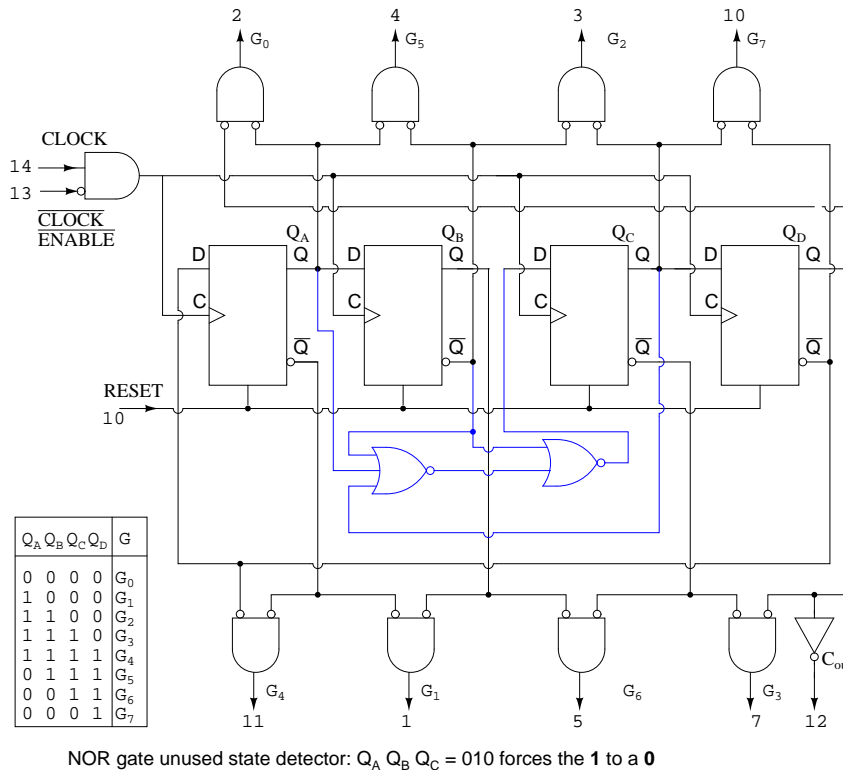 2 4 3 10
G0 G5 G2 G7
CLOCK
14
13
CLOCK
ENABLE
QA QB QC QD
D Q D Q D Q D Q
C C C C
Q Q Q Q
RESET
10
QA QB QC QD G
0 0 0 0 G0
1 0 0 0 G1
1 1 0 0 G2
1 1 1 0 G3
1 1 1 1 G4
0 1 1 1 G5
0 0 1 1 G6
0 0 0 1 G7
G4 G1 G6 G3 Cou
11 1 5 7 12
NOR gate unused state detector: QA QB QC = 010 forces the 1 to a 0